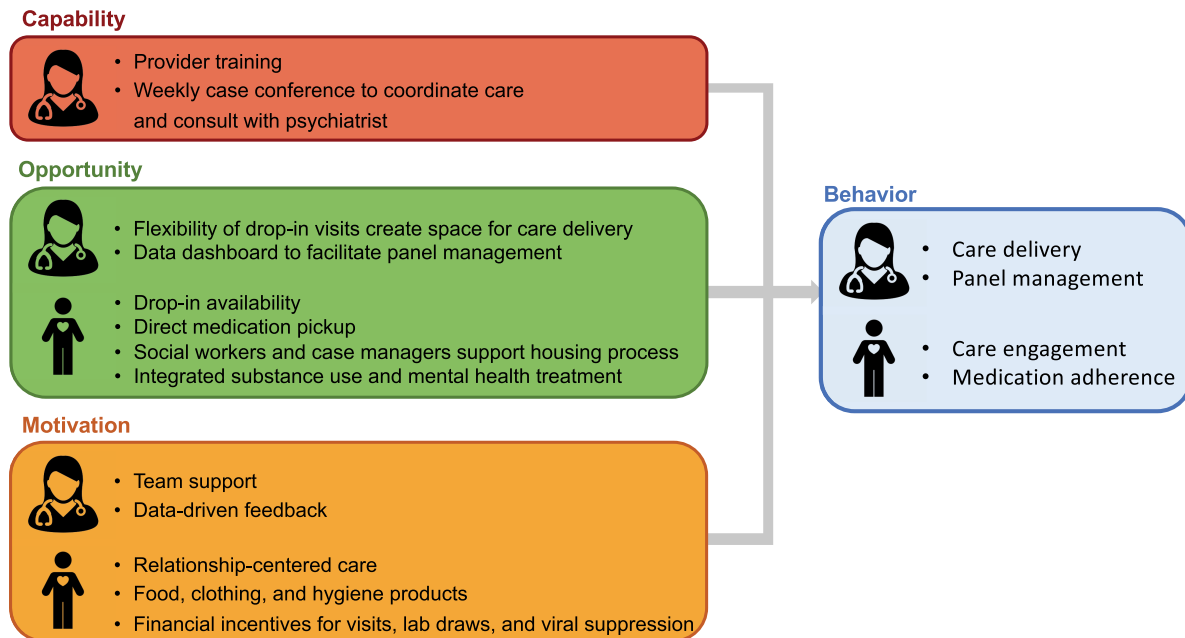 Capability
• Provider training
• Weekly case conference to coordinate care
and consult with psychiatrist
Opportunity
• Flexibility of drop-in visits create space for care delivery
• Data dashboard to facilitate panel management
• Drop-in availability
• Direct medication pickup
• Social workers and case managers support housing process
• Integrated substance use and mental health treatment
Motivation
• Team support
• Data-driven feedback
• Relationship-centered care
• Food, clothing, and hygiene products
• Financial incentives for visits, lab draws, and viral suppression
Behavior
• Care delivery
• Panel management
• Care engagement
• Medication adherence